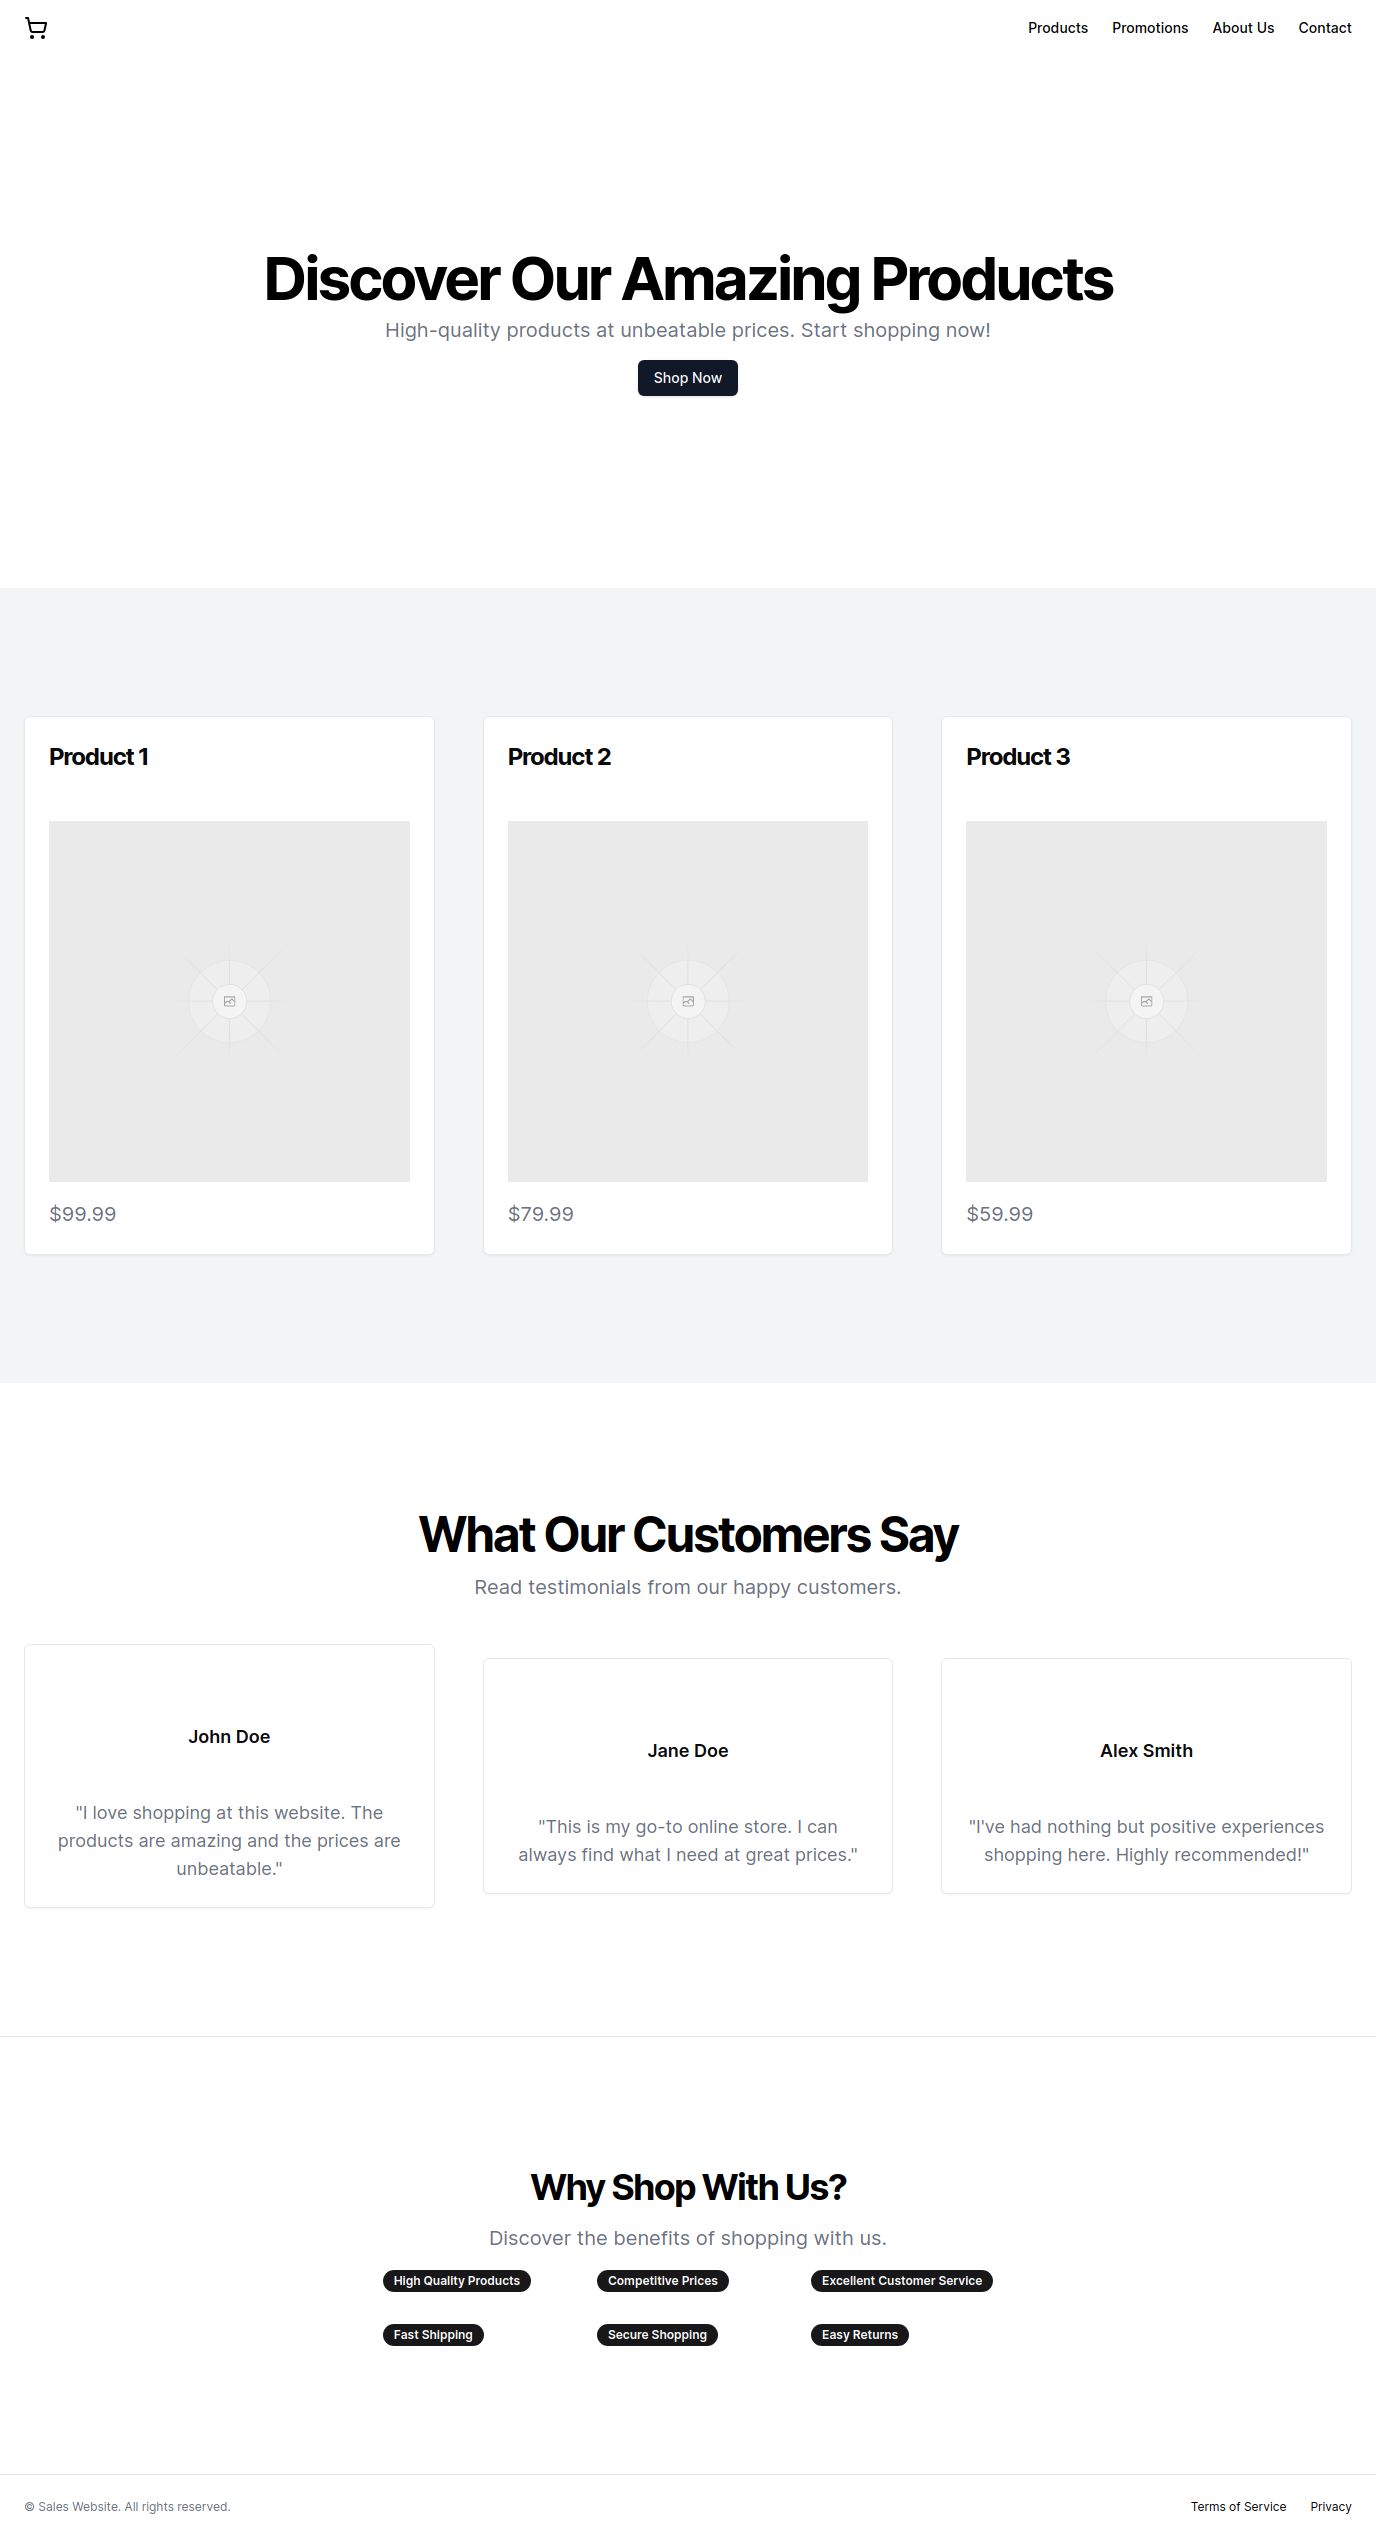 Products Promotions About Us Contact
Discover Our Amazing Products
High-quality products at unbeatable prices. Start shopping now!
Shop Now
Product 1
$99.99
Product 2
$79.99
Product 3
$59.99
What Our Customers Say
Read testimonials from our happy customers.
John Doe
"I love shopping at this website. The
products are amazing and the prices are
unbeatable."
Jane Doe
"This is my go-to online store. I can
always find what I need at great prices."
Alex Smith
"I've had nothing but positive experiences
shopping here. Highly recommended!"
Why Shop With Us?
Discover the benefits of shopping with us.
High Quality Products
Competitive Prices
Excellent Customer Service
Fast Shipping
Secure Shopping
Easy Returns
© Sales Website. All rights reserved.
Terms of Service Privacy